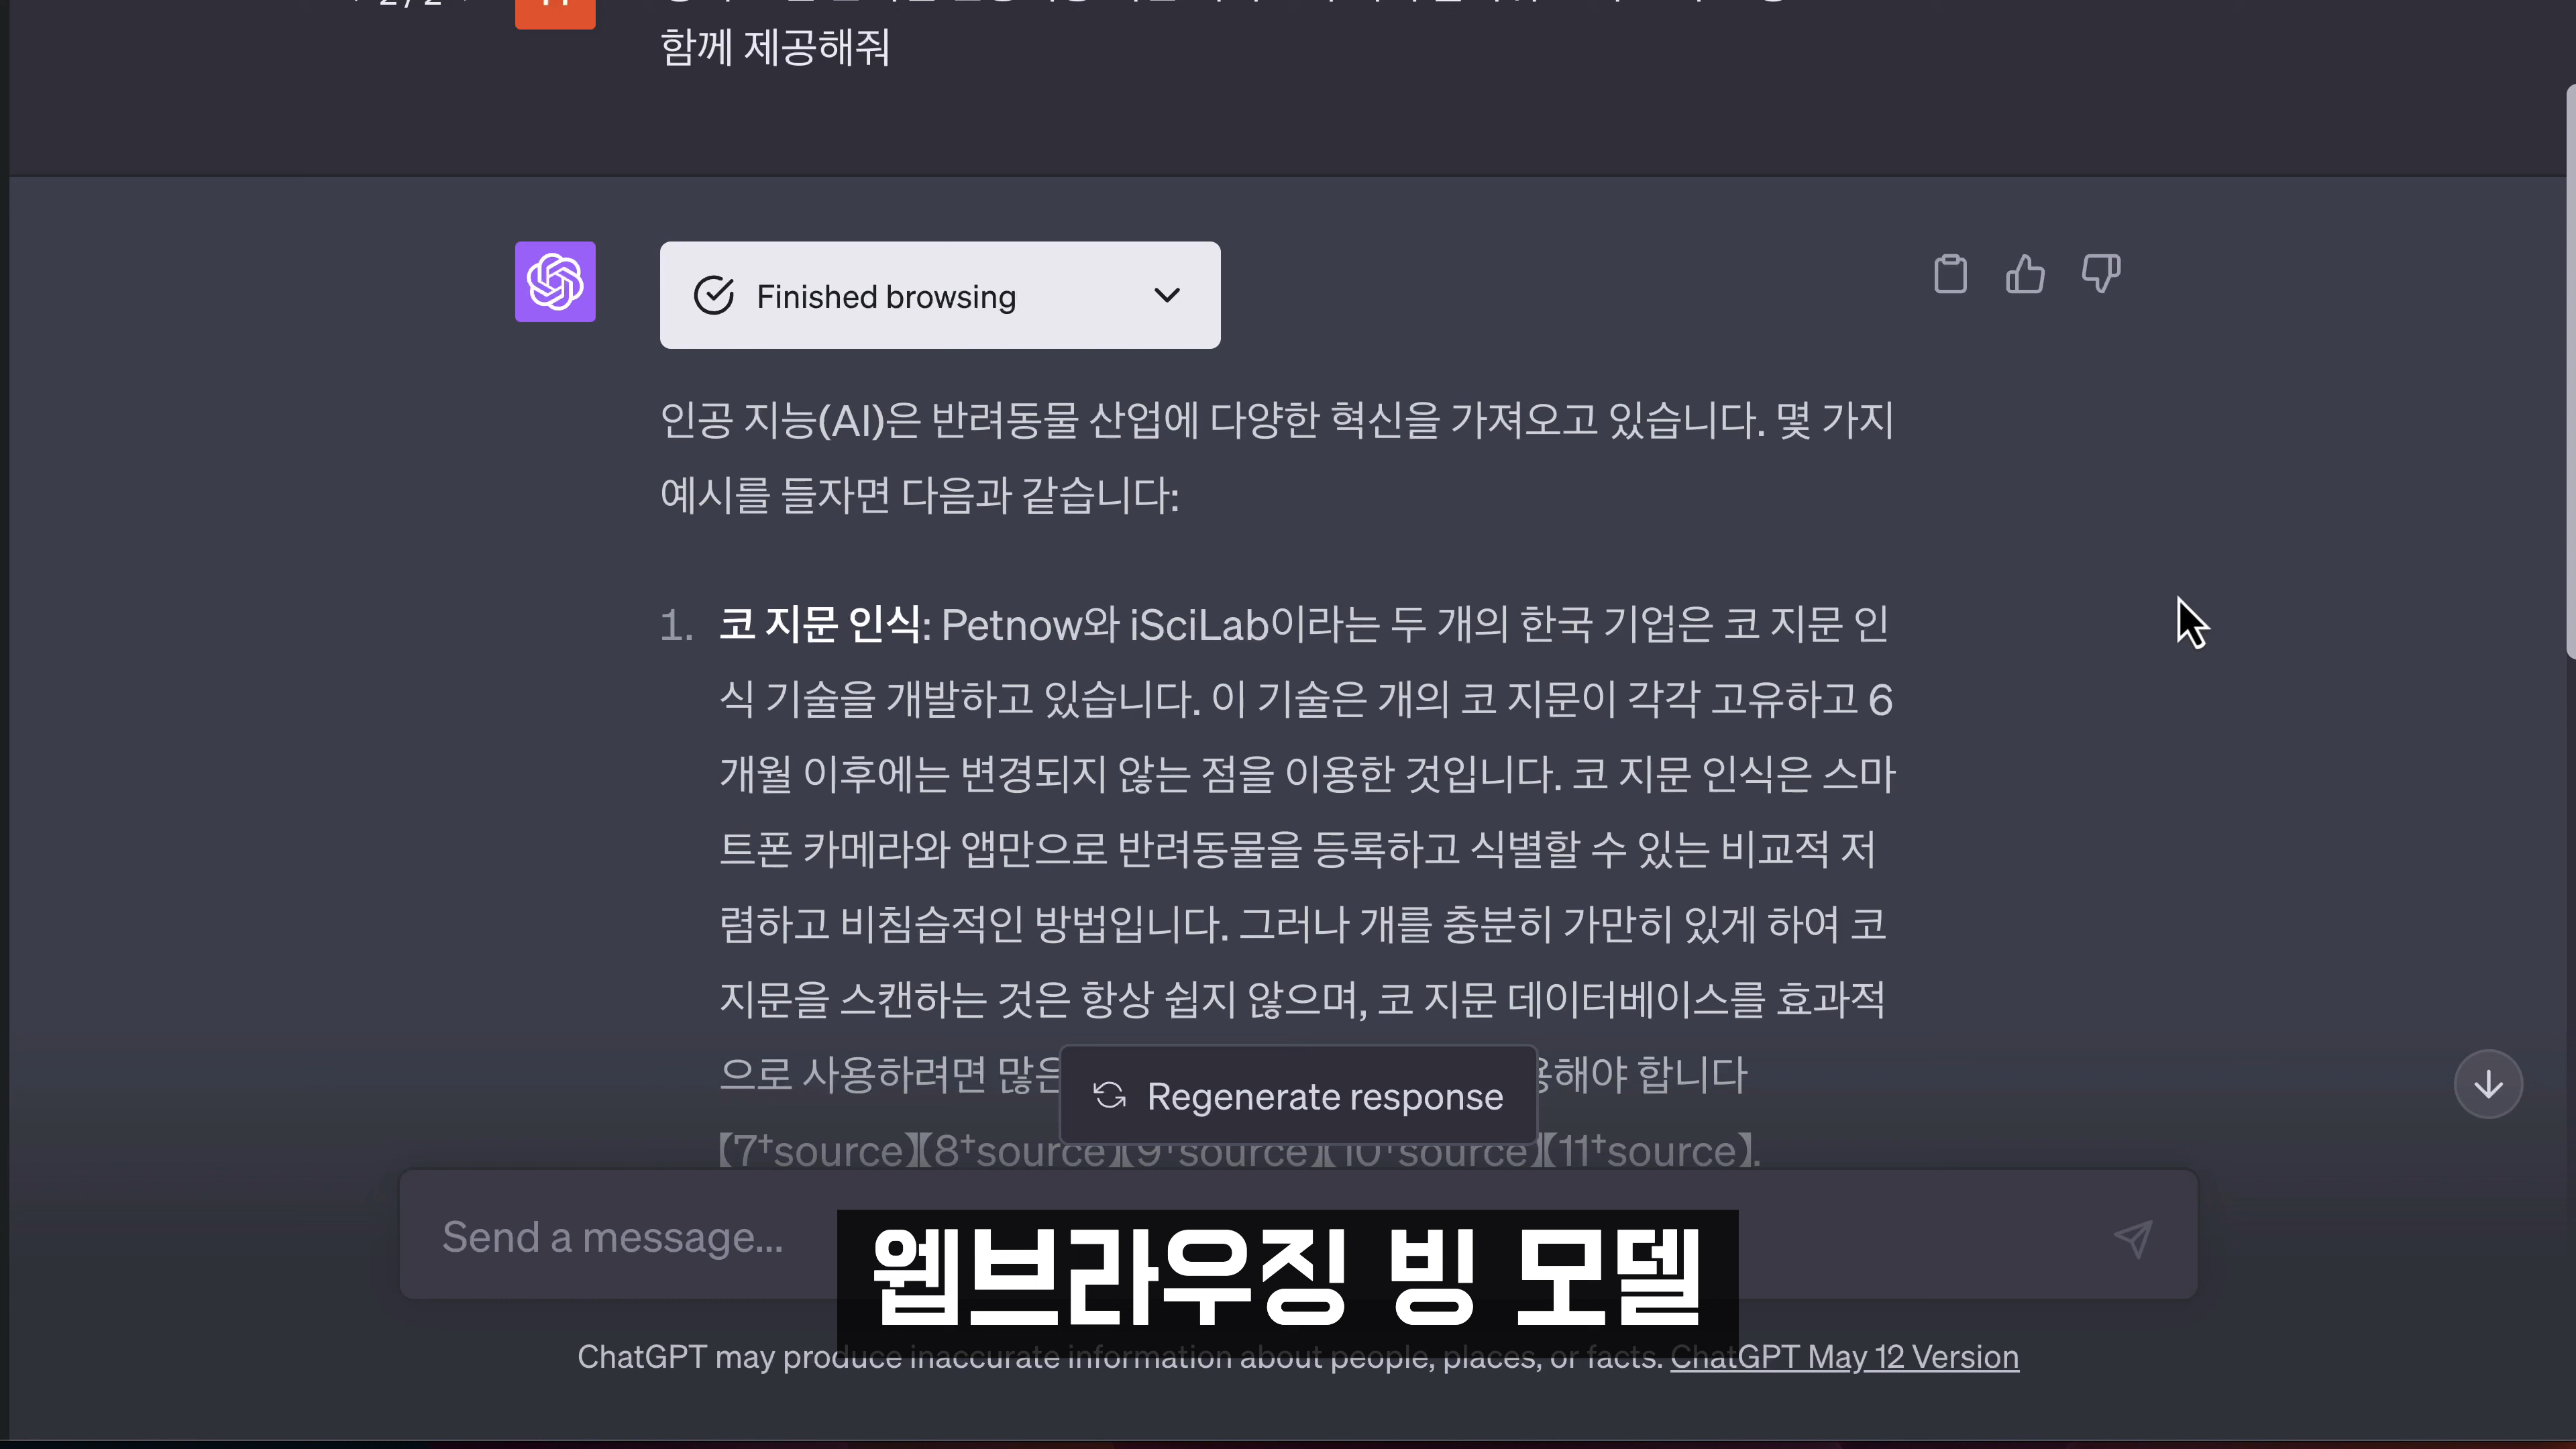 함께 제공해줘
Finished browsing
인공 지능(AI)은 반려동물 산업에 다양한 혁신을 가져오고 있습니다. 몇 가지
예시를 들자면 다음과 같습니다:
1. 코 지문 인식: Petnow와 iSciLab이라는 두 개의 한국 기업은 코 지문 인
식 기술을 개발하고 있습니다. 이 기술은 개의 코 지문이 각각 고유하고 6
개월 이후에는 변경되지 않는 점을 이용한 것입니다. 코 지문 인식은 스마
트폰 카메라와 앱만으로 반려동물을 등록하고 식별할 수 있는 비교적 저
렴하고 비침습적인 방법입니다. 그러나 개를 충분히 가만히 있게 하여 코
지문을 스캔하는 것은 항상 쉽지 않으며, 코 지문 데이터베이스를 효과적
으로 사용하려면 많은 해야 합니다
Regenerate response
【7†source】【8†source】【9†source】【10†source】【11†source】.
Send a message...
웹브라우징 빙 모델
ChatGPT may produce inaccurate information about people, places, or facts. ChatGPT May 12 Version